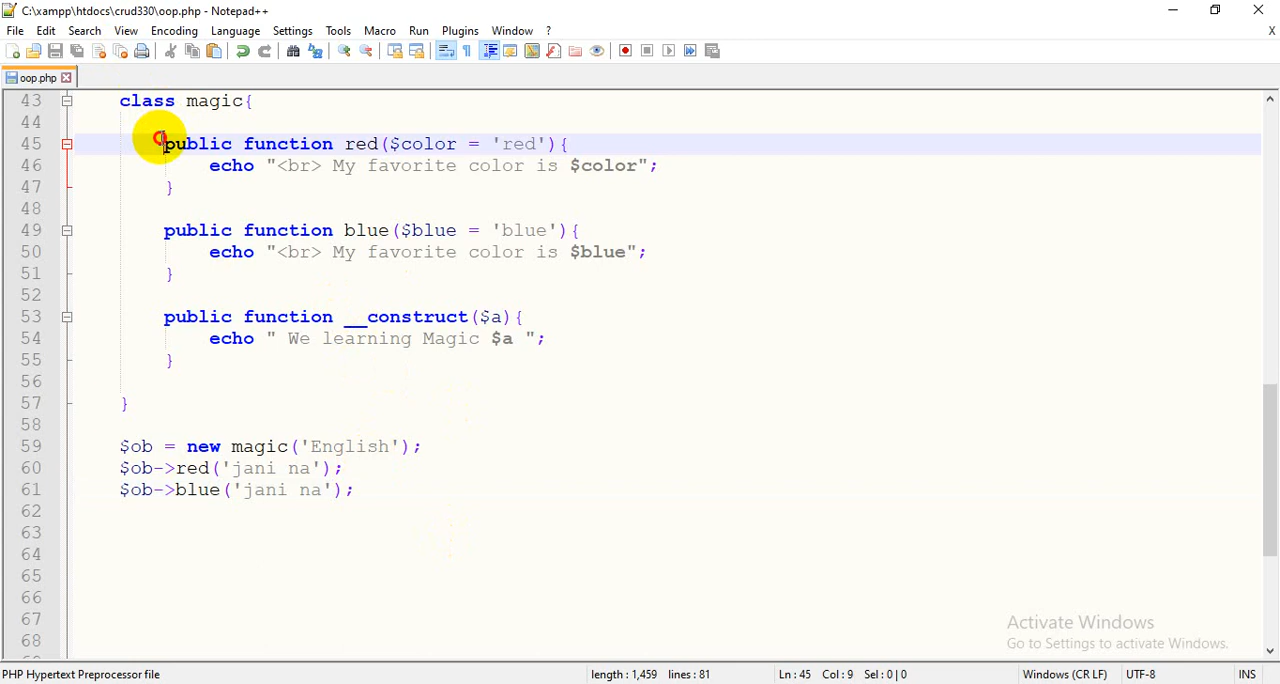 C:\xampp\htdocs\crud330\oop.php - Notepad++
File Edit Search View Encoding Language Settings Tools Macro Run Plugins Window ? X
oop.php
43 class magic{
44
45 public function red($color = 'red'){
46 echo "<br> My favorite color is $color";
47 }
48
49 public function blue($blue = 'blue'){
50 echo "<br> My favorite color is $blue";
51 }
52
53 public function __construct($a){
54 echo " We learning Magic $a ";
55 }
56
57 }
58
59 $ob = new magic('English');
60 $ob->red('jani na');
61 $ob->blue('jani na');
62
63
64
65
66
67
68
Activate Windows
Go to Settings to activate Windows.
PHP Hypertext Preprocessor file length : 1,459 lines : 81 Ln : 45 Col : 9 Sel : 0 | 0 Windows (CR LF) UTF-8 INS